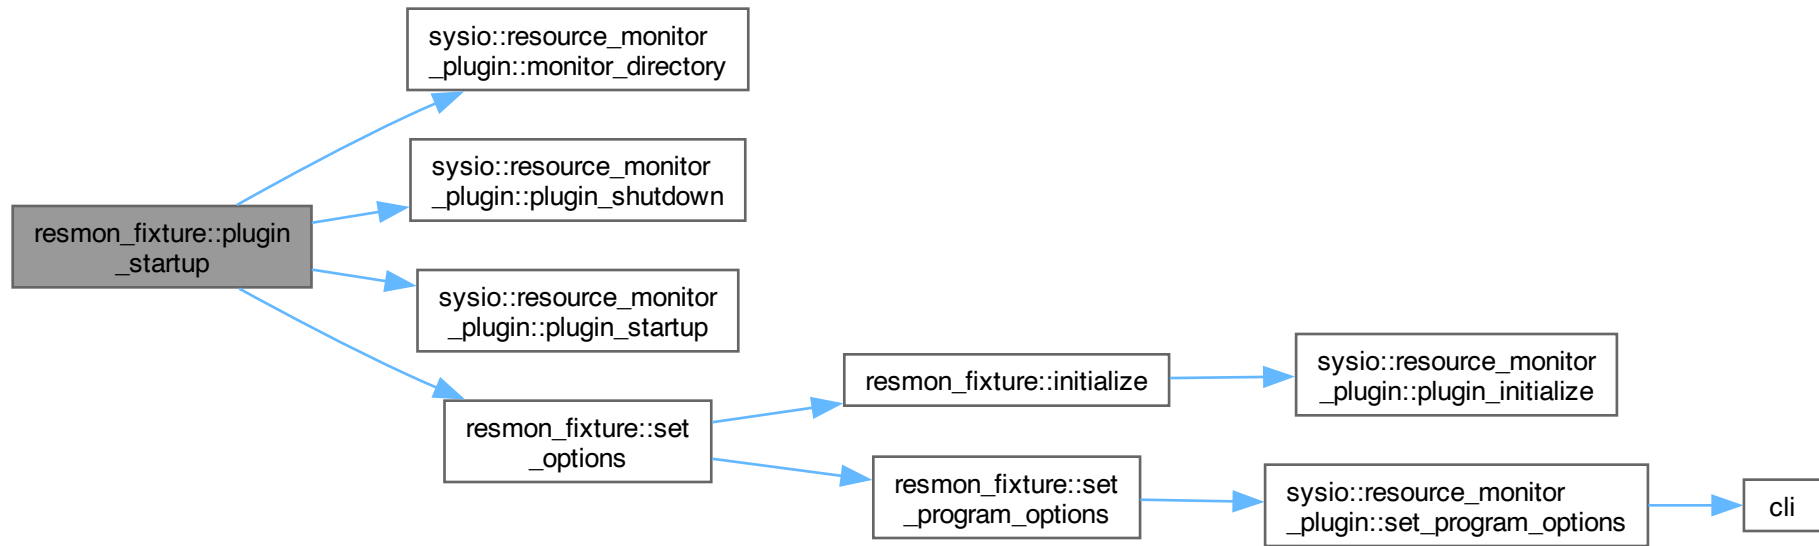 sysio::resource_monitor
_plugin::monitor_directory
sysio::resource_monitor
_plugin::plugin_shutdown
resmon_fixture::plugin
_startup
sysio::resource_monitor
_plugin::plugin_startup
resmon_fixture::set
_options
resmon_fixture::initialize
sysio::resource_monitor
_plugin::plugin_initialize
resmon_fixture::set
_program_options
sysio::resource_monitor
_plugin::set_program_options
cli